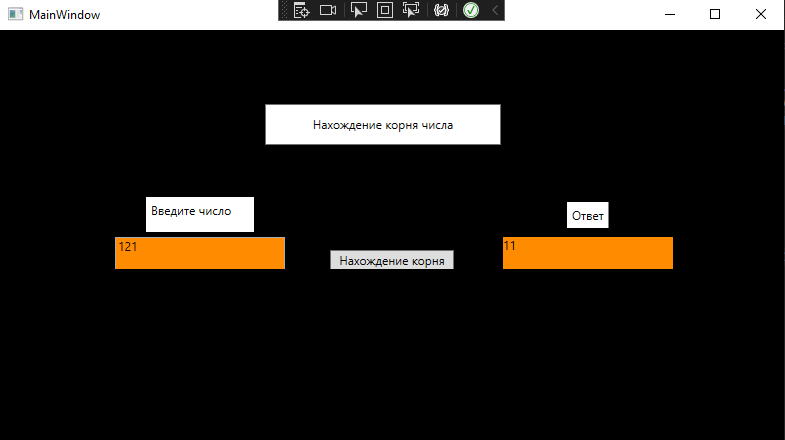 MainWindow
Нахождение корня числа
Введите число
Ответ
121
Нахождение корня
11